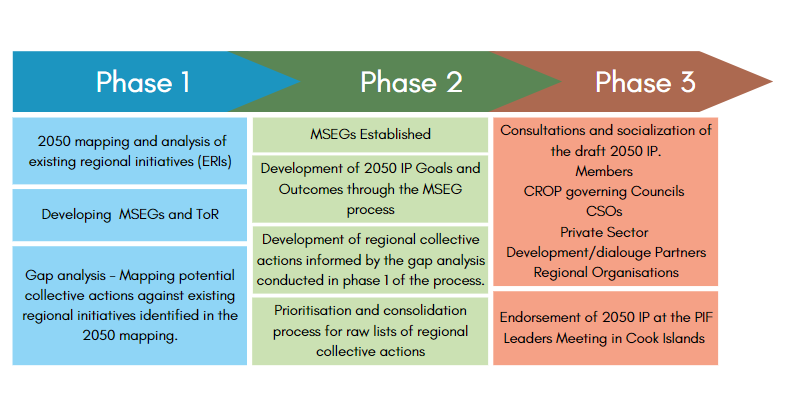 Phase 1
Phase 2
Phase 3
2050 mapping and analysis of
existing regional initiatives (ERIs)
Developing MSEGs and ToR
Gap analysis – Mapping potential
collective actions against existing
regional initiatives identified in the
2050 mapping.
MSEGs Established
Development of 2050 IP Goals and
Outcomes through the MSEG
process
Development of regional collective
actions informed by the gap analysis
conducted in phase 1 of the process.
Prioritisation and consolidation
process for raw lists of regional
collective actions
Consultations and socialization of
the draft 2050 IP.
Members
CROP governing Councils
CSOs
Private Sector
Development/dialouge Partners
Regional Organisations
Endorsement of 2050 IP at the PIF
Leaders Meeting in Cook Islands